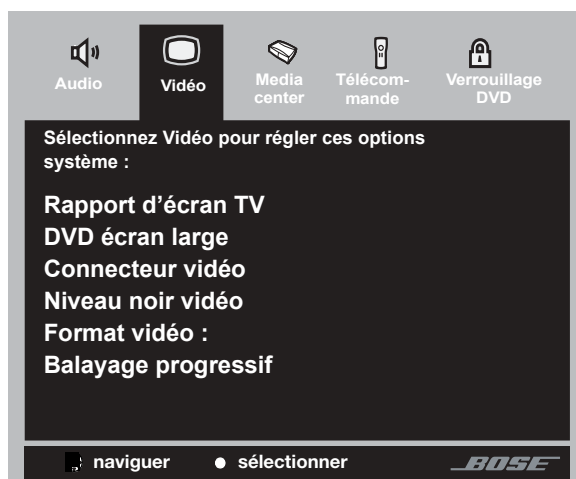 Audio
Vidéo
Media
center
Télécom-
mande
Verrouillage
DVD
Sélectionnez Vidéo pour régler ces options
système :
Rapport d’écran TV
DVD écran large
Connecteur vidéo
Niveau noir vidéo
Format vidéo :
Balayage progressif
naviguer sélectionner BOSE